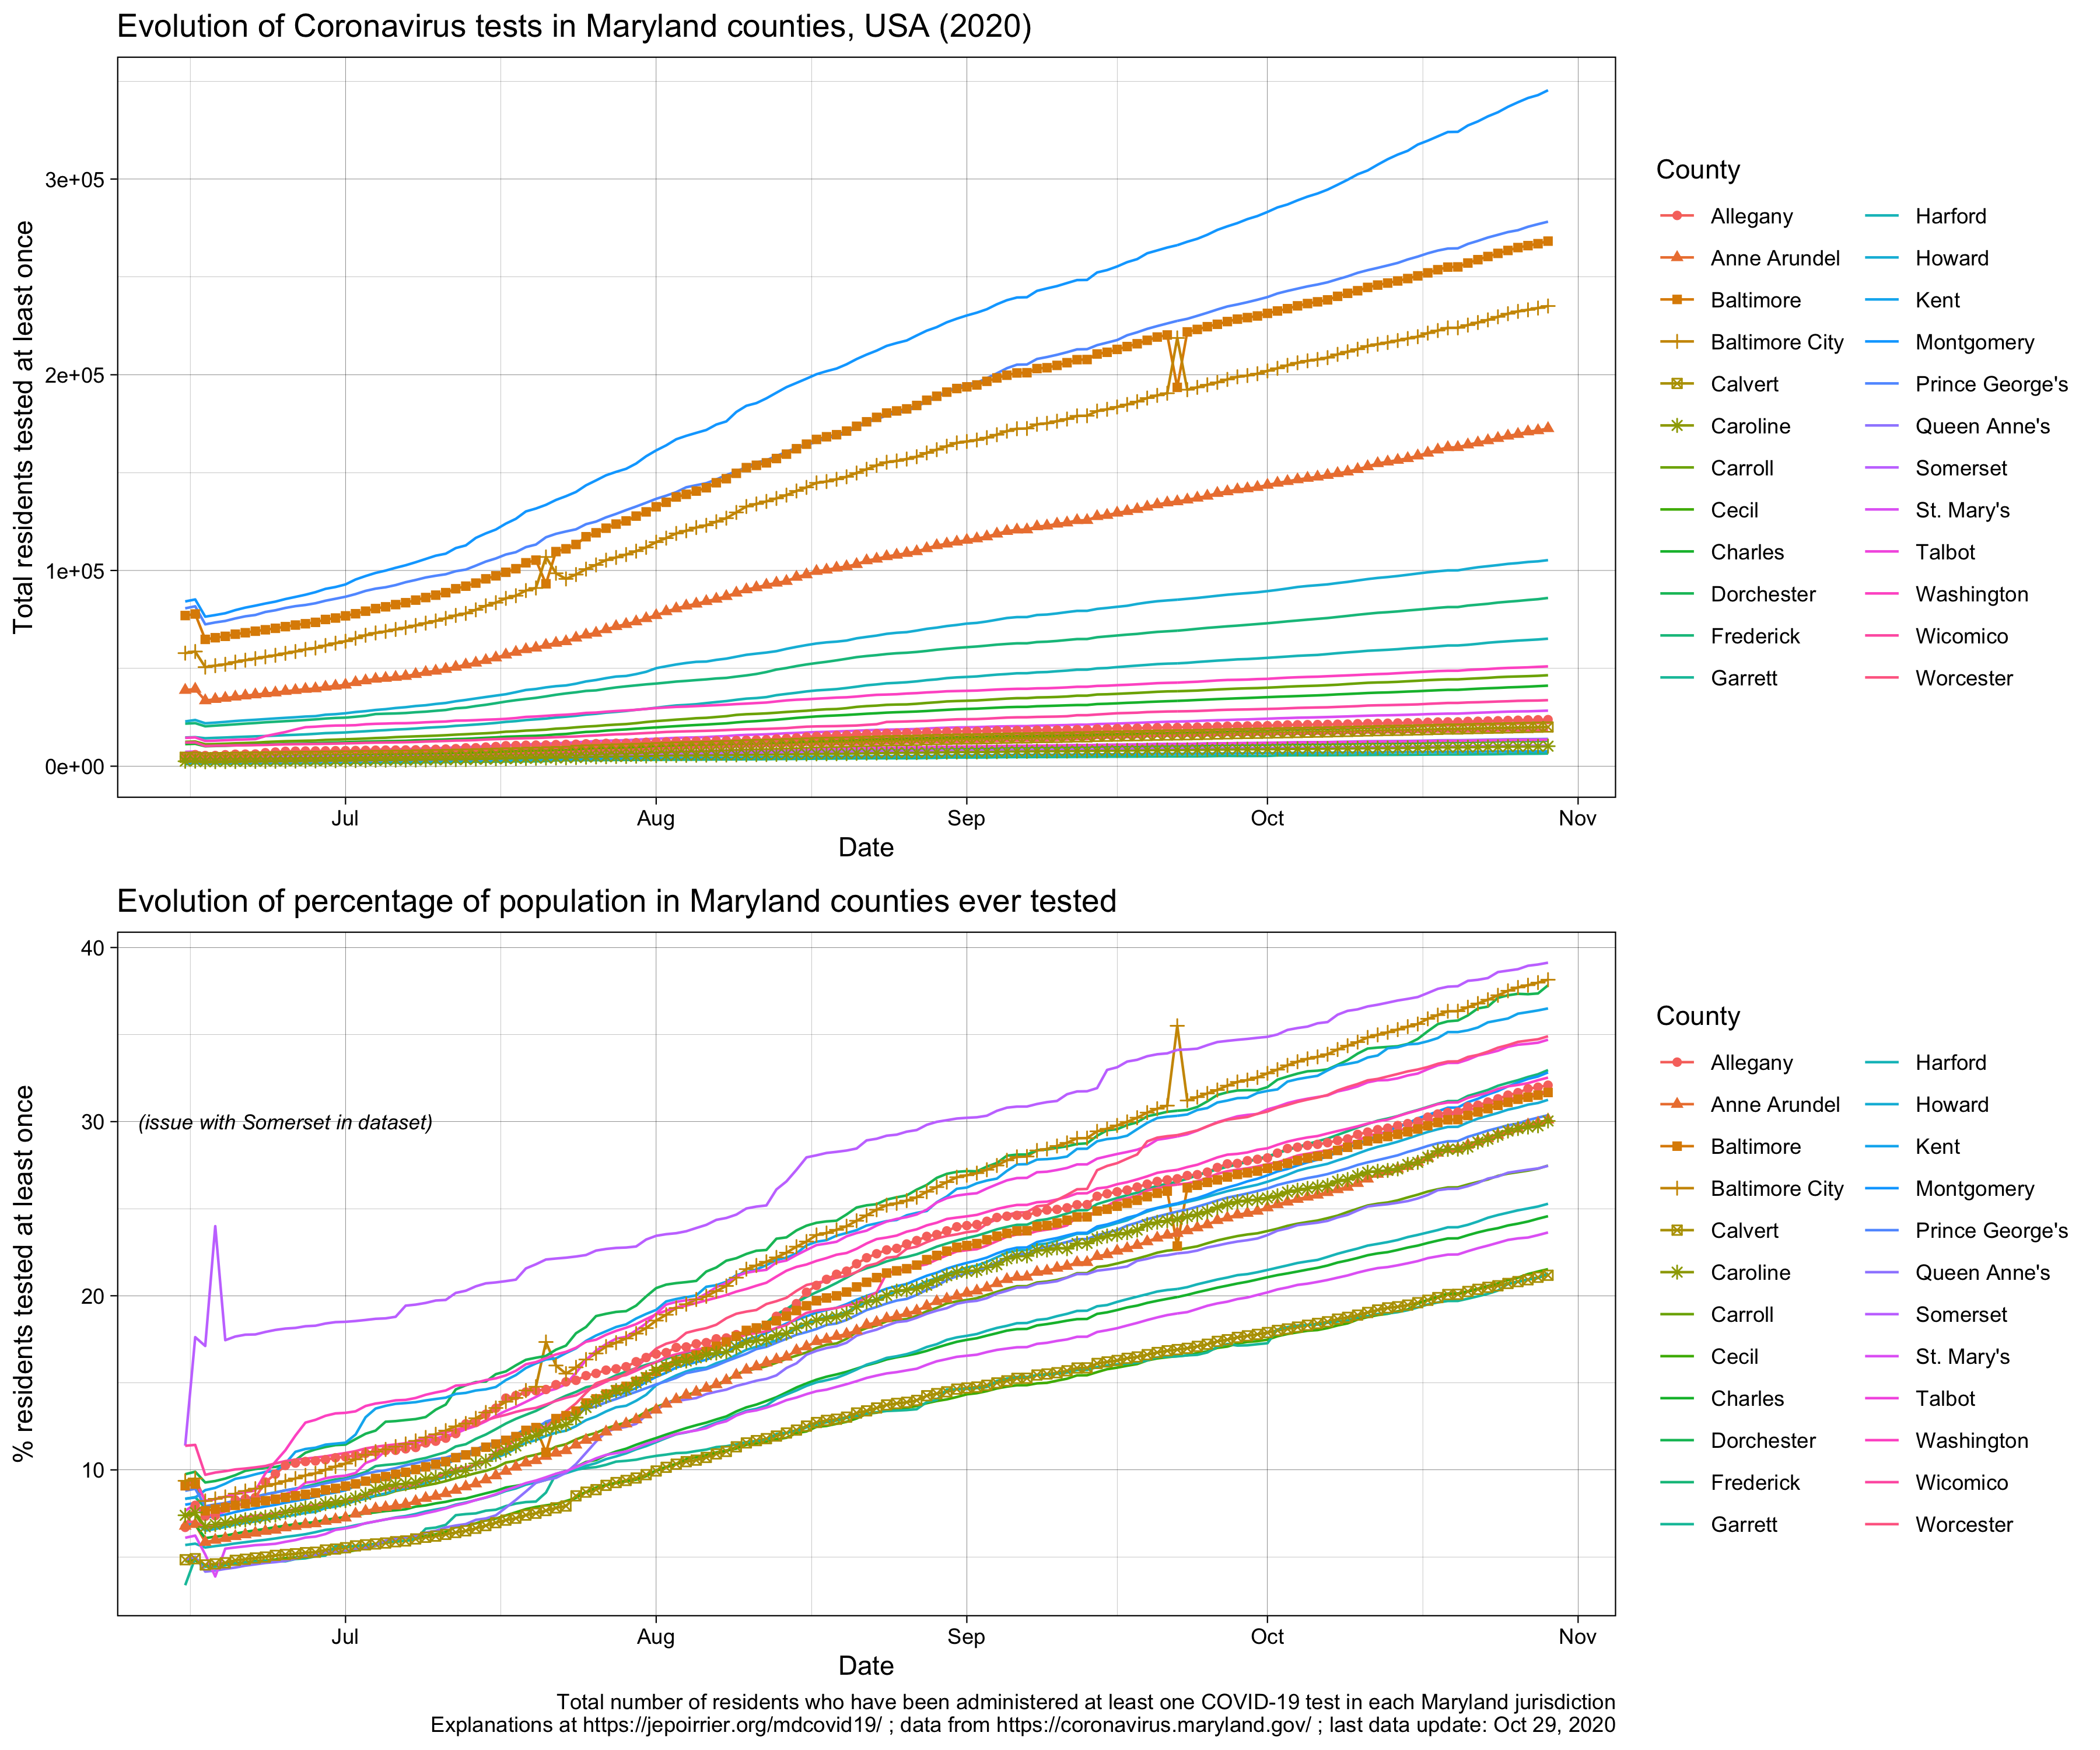 Evolution of Coronavirus tests in Maryland counties, USA (2020)
Total residents tested at least once
3e+05
2e+05
1e+05
0e+00
Jul
Aug
Sep
Oct
Nov
Date
County
Allegany
Anne Arundel
Baltimore
Baltimore City
Calvert
Caroline
Carroll
Cecil
Charles
Dorchester
Frederick
Garrett
Harford
Howard
Kent
Montgomery
Prince George's
Queen Anne's
Somerset
St. Mary's
Talbot
Washington
Wicomico
Worcester
Evolution of percentage of population in Maryland counties ever tested
% residents tested at least once
40
30
20
10
(issue with Somerset in dataset)
Jul
Aug
Sep
Oct
Nov
Date
County
Allegany
Anne Arundel
Baltimore
Baltimore City
Calvert
Caroline
Carroll
Cecil
Charles
Dorchester
Frederick
Garrett
Harford
Howard
Kent
Montgomery
Prince George's
Queen Anne's
Somerset
St. Mary's
Talbot
Washington
Wicomico
Worcester
Total number of residents who have been administered at least one COVID-19 test in each Maryland jurisdiction
Explanations at https://jepoirrier.org/mdcovid19/ ; data from https://coronavirus.maryland.gov/ ; last data update: Oct 29, 2020